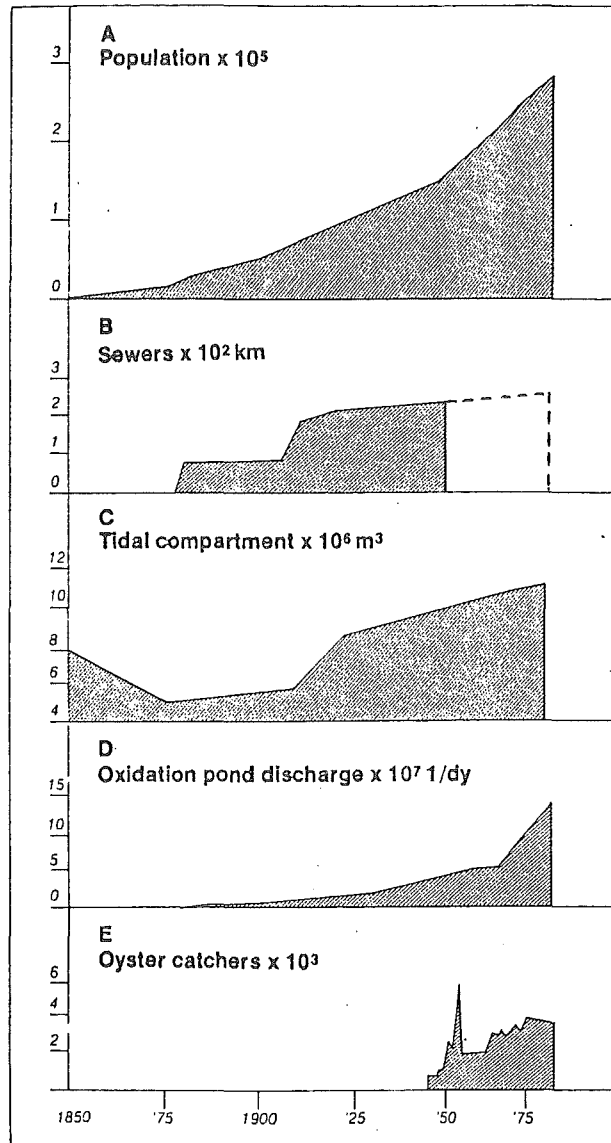 A
Population x 10⁵
3
2
1
0
B
Sewers x 10² km
3
2
1
0
C
Tidal compartment x 10⁶ m³
12
10
8
6
4
D
Oxidation pond discharge x 10⁷ 1/dy
15
10
5
0
E
Oyster catchers x 10³
6
4
2
1850 '75 1900 '25 '50 '75